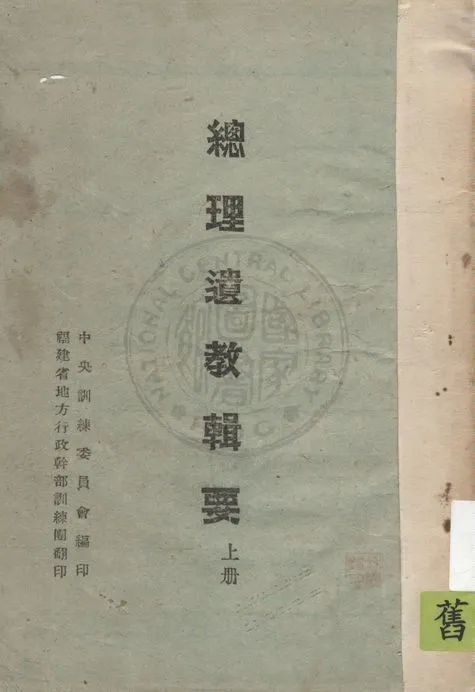 總理遺教輯要
上册
中央訓練委員會編印
福建省地方行政幹部訓練團翻印
NATIONAL CENTRAL LIBRARY
舊